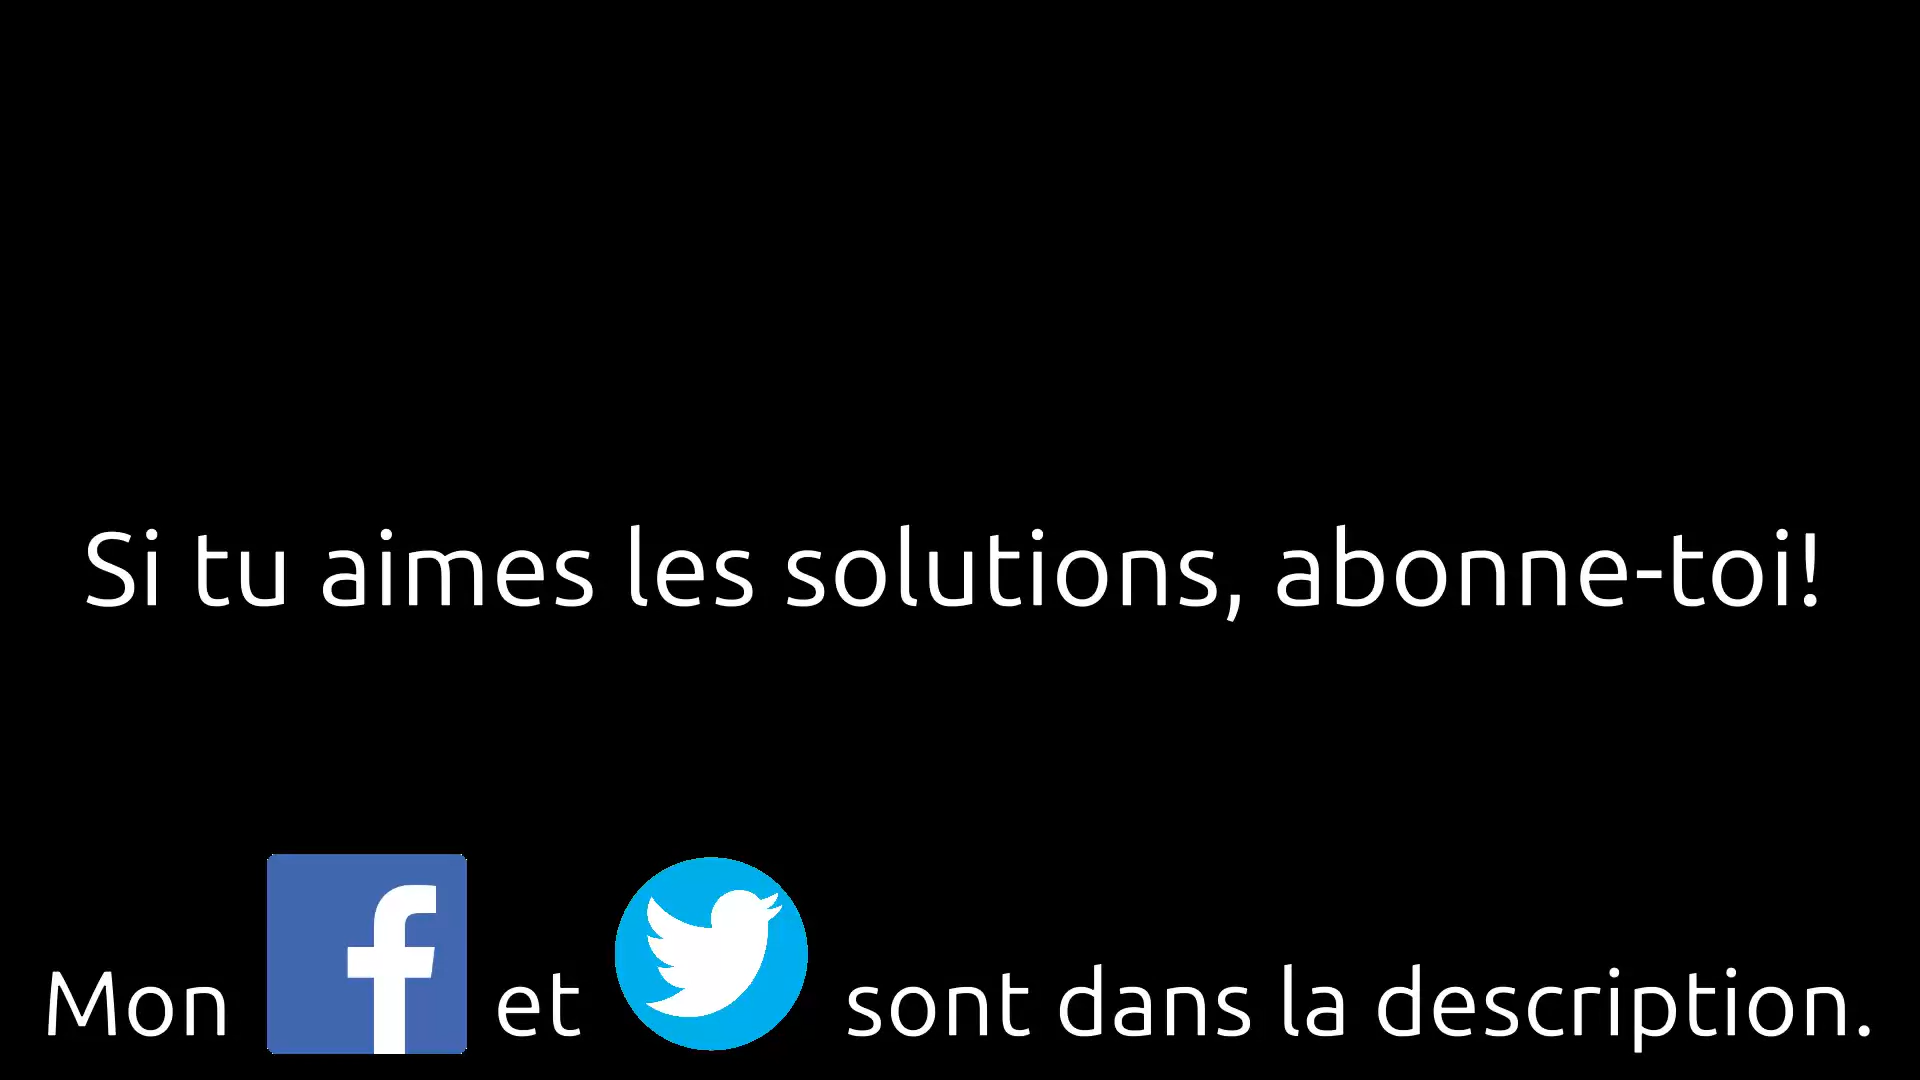 Si tu aimes les solutions, abonne-toi!
Mon f et sont dans la description.